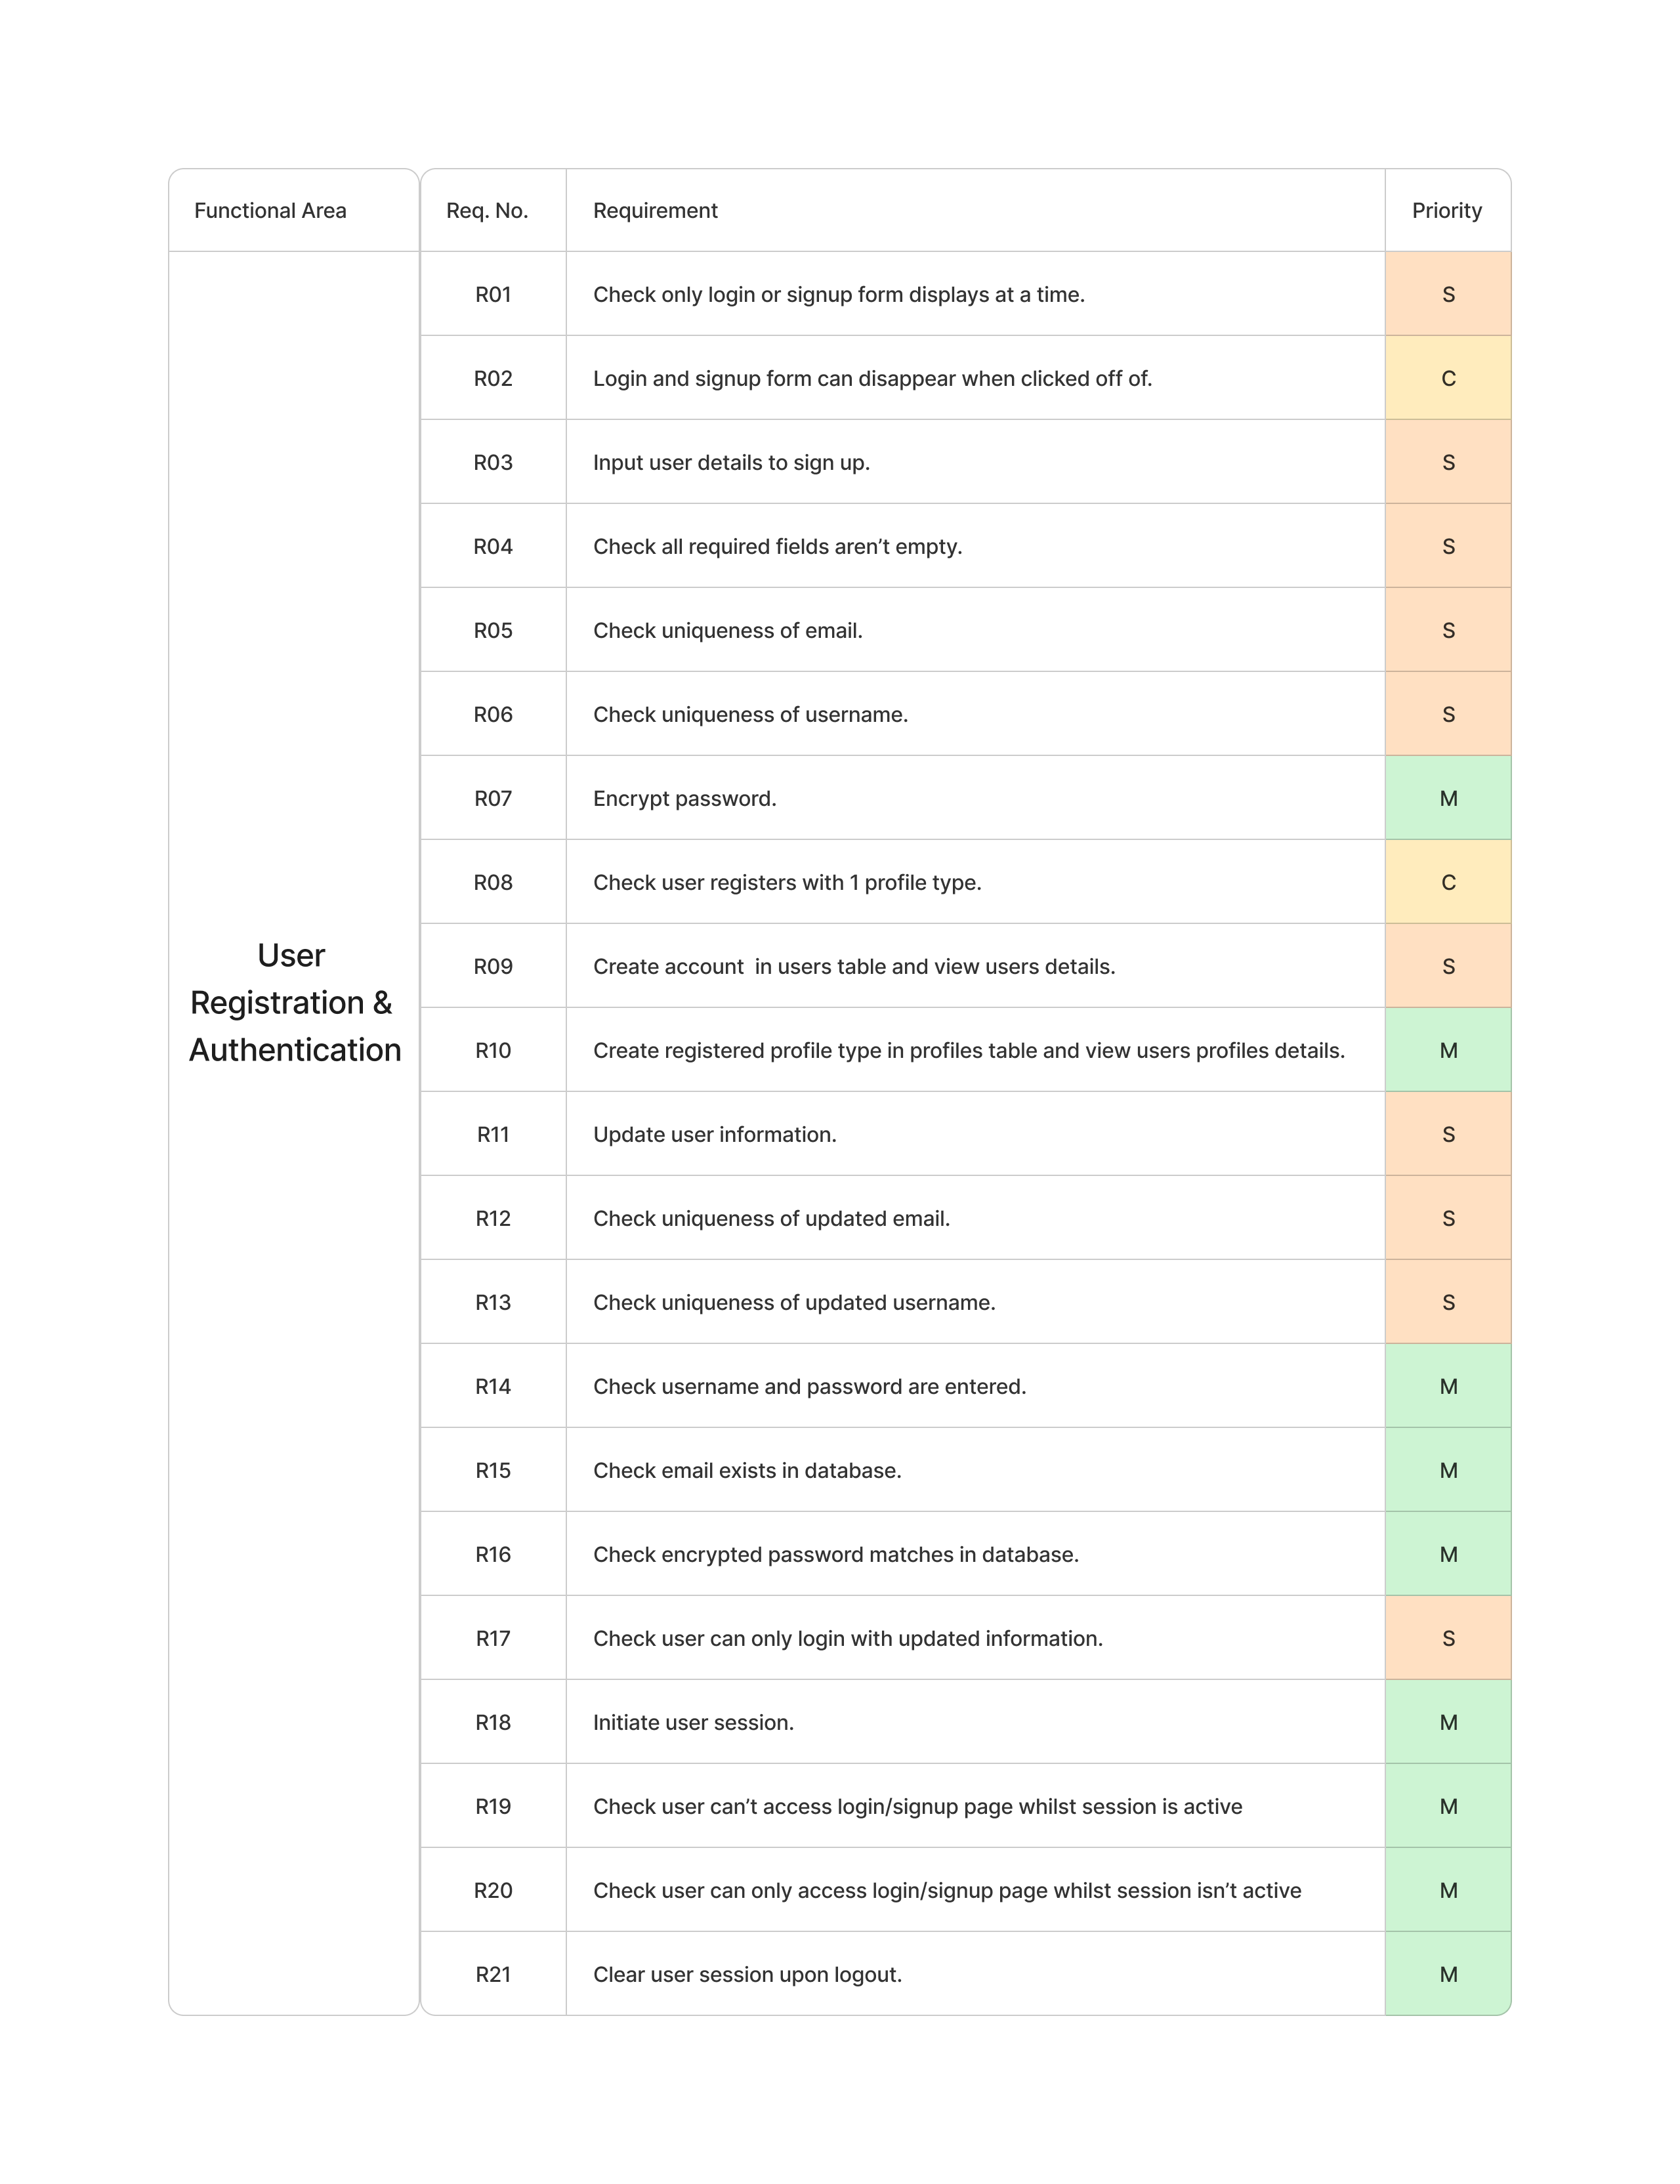 Functional Area Req. No. Requirement Priority
R01 Check only login or signup form displays at a time. S
R02 Login and signup form can disappear when clicked off of. C
R03 Input user details to sign up. S
R04 Check all required fields aren’t empty. S
R05 Check uniqueness of email. S
R06 Check uniqueness of username. S
R07 Encrypt password. M
R08 Check user registers with 1 profile type. C
User
Registration &
Authentication
R09 Create account  in users table and view users details. S
R10 Create registered profile type in profiles table and view users profiles details. M
R11 Update user information. S
R12 Check uniqueness of updated email. S
R13 Check uniqueness of updated username. S
R14 Check username and password are entered. M
R15 Check email exists in database. M
R16 Check encrypted password matches in database. M
R17 Check user can only login with updated information. S
R18 Initiate user session. M
R19 Check user can’t access login/signup page whilst session is active M
R20 Check user can only access login/signup page whilst session isn’t active M
R21 Clear user session upon logout. M